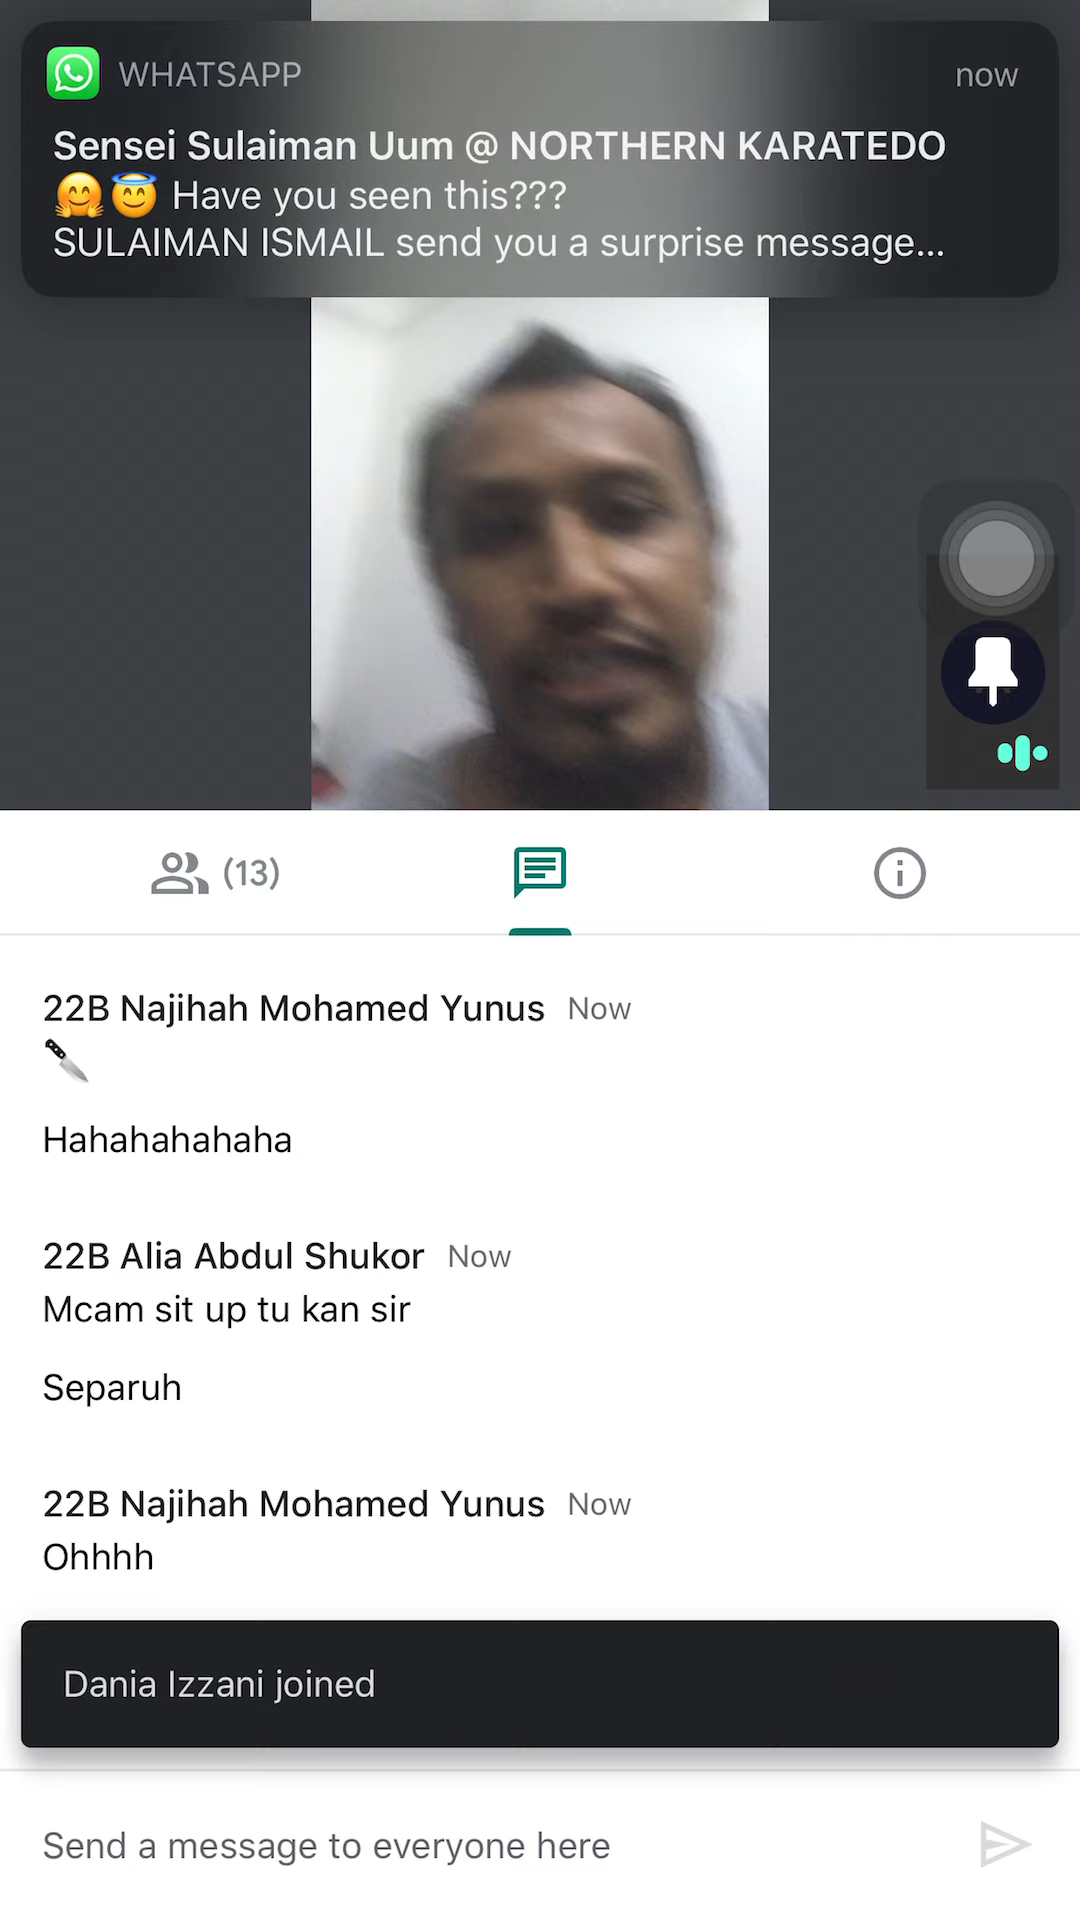 WHATSAPP
now
Sensei Sulaiman Uum @ NORTHERN KARATEDO
🤗😇 Have you seen this???
SULAIMAN ISMAIL send you a surprise message...
(13)
22B Najihah Mohamed Yunus Now
🔪
Hahahahahaha
22B Alia Abdul Shukor Now
Mcam sit up tu kan sir
Separuh
22B Najihah Mohamed Yunus Now
Ohhhh
Dania Izzani joined
Send a message to everyone here